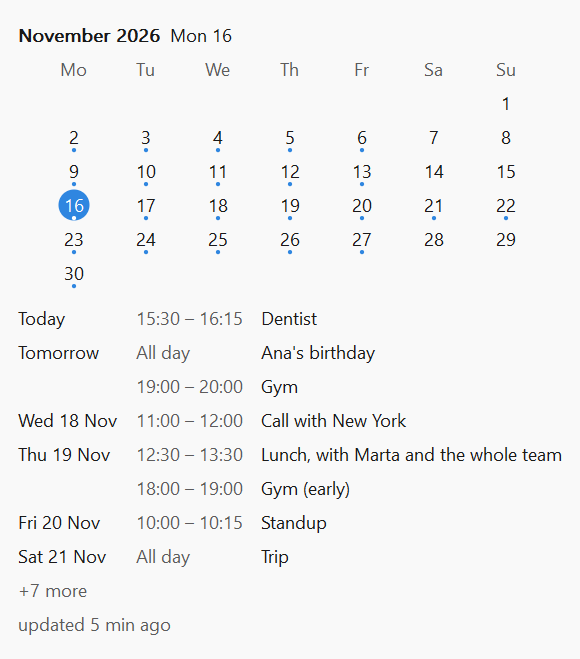 November 2026 Mon 16
Mo Tu We Th Fr Sa Su
1
2 3 4 5 6 7 8
9 10 11 12 13 14 15
16 17 18 19 20 21 22
23 24 25 26 27 28 29
30
Today 15:30 – 16:15 Dentist
Tomorrow All day Ana's birthday
19:00 – 20:00 Gym
Wed 18 Nov 11:00 – 12:00 Call with New York
Thu 19 Nov 12:30 – 13:30 Lunch, with Marta and the whole team
18:00 – 19:00 Gym (early)
Fri 20 Nov 10:00 – 10:15 Standup
Sat 21 Nov All day Trip
+7 more
updated 5 min ago